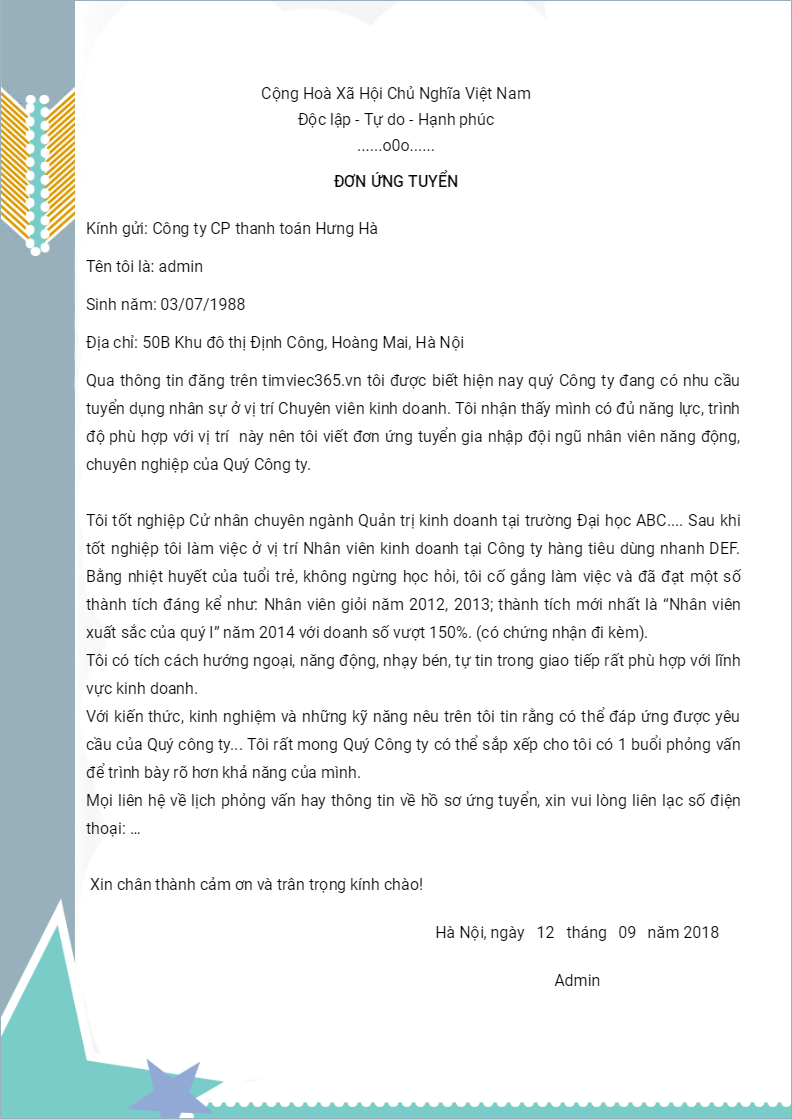 Cộng Hoà Xã Hội Chủ Nghĩa Việt Nam
Độc lập - Tự do - Hạnh phúc
......o0o......
ĐƠN ỨNG TUYỂN
Kính gửi: Công ty CP thanh toán Hưng Hà
Tên tôi là: admin
Sinh năm: 03/07/1988
Địa chỉ: 50B Khu đô thị Định Công, Hoàng Mai, Hà Nội
Qua thông tin đăng trên timviec365.vn tôi được biết hiện nay quý Công ty đang có nhu cầu
tuyển dụng nhân sự ở vị trí Chuyên viên kinh doanh. Tôi nhận thấy mình có đủ năng lực, trình
độ phù hợp với vị trí  này nên tôi viết đơn ứng tuyển gia nhập đội ngũ nhân viên năng động,
chuyên nghiệp của Quý Công ty.
Tôi tốt nghiệp Cử nhân chuyên ngành Quản trị kinh doanh tại trường Đại học ABC.... Sau khi
tốt nghiệp tôi làm việc ở vị trí Nhân viên kinh doanh tại Công ty hàng tiêu dùng nhanh DEF.
Bằng nhiệt huyết của tuổi trẻ, không ngừng học hỏi, tôi cố gắng làm việc và đã đạt một số
thành tích đáng kể như: Nhân viên giỏi năm 2012, 2013; thành tích mới nhất là “Nhân viên
xuất sắc của quý I” năm 2014 với doanh số vượt 150%. (có chứng nhận đi kèm).
Tôi có tích cách hướng ngoại, năng động, nhạy bén, tự tin trong giao tiếp rất phù hợp với lĩnh
vực kinh doanh.
Với kiến thức, kinh nghiệm và những kỹ năng nêu trên tôi tin rằng có thể đáp ứng được yêu
cầu của Quý công ty... Tôi rất mong Quý Công ty có thể sắp xếp cho tôi có 1 buổi phỏng vấn
để trình bày rõ hơn khả năng của mình.
Mọi liên hệ về lịch phỏng vấn hay thông tin về hồ sơ ứng tuyển, xin vui lòng liên lạc số điện
thoại: …
Xin chân thành cảm ơn và trân trọng kính chào!
Hà Nội, ngày   12   tháng   09   năm 2018
Admin